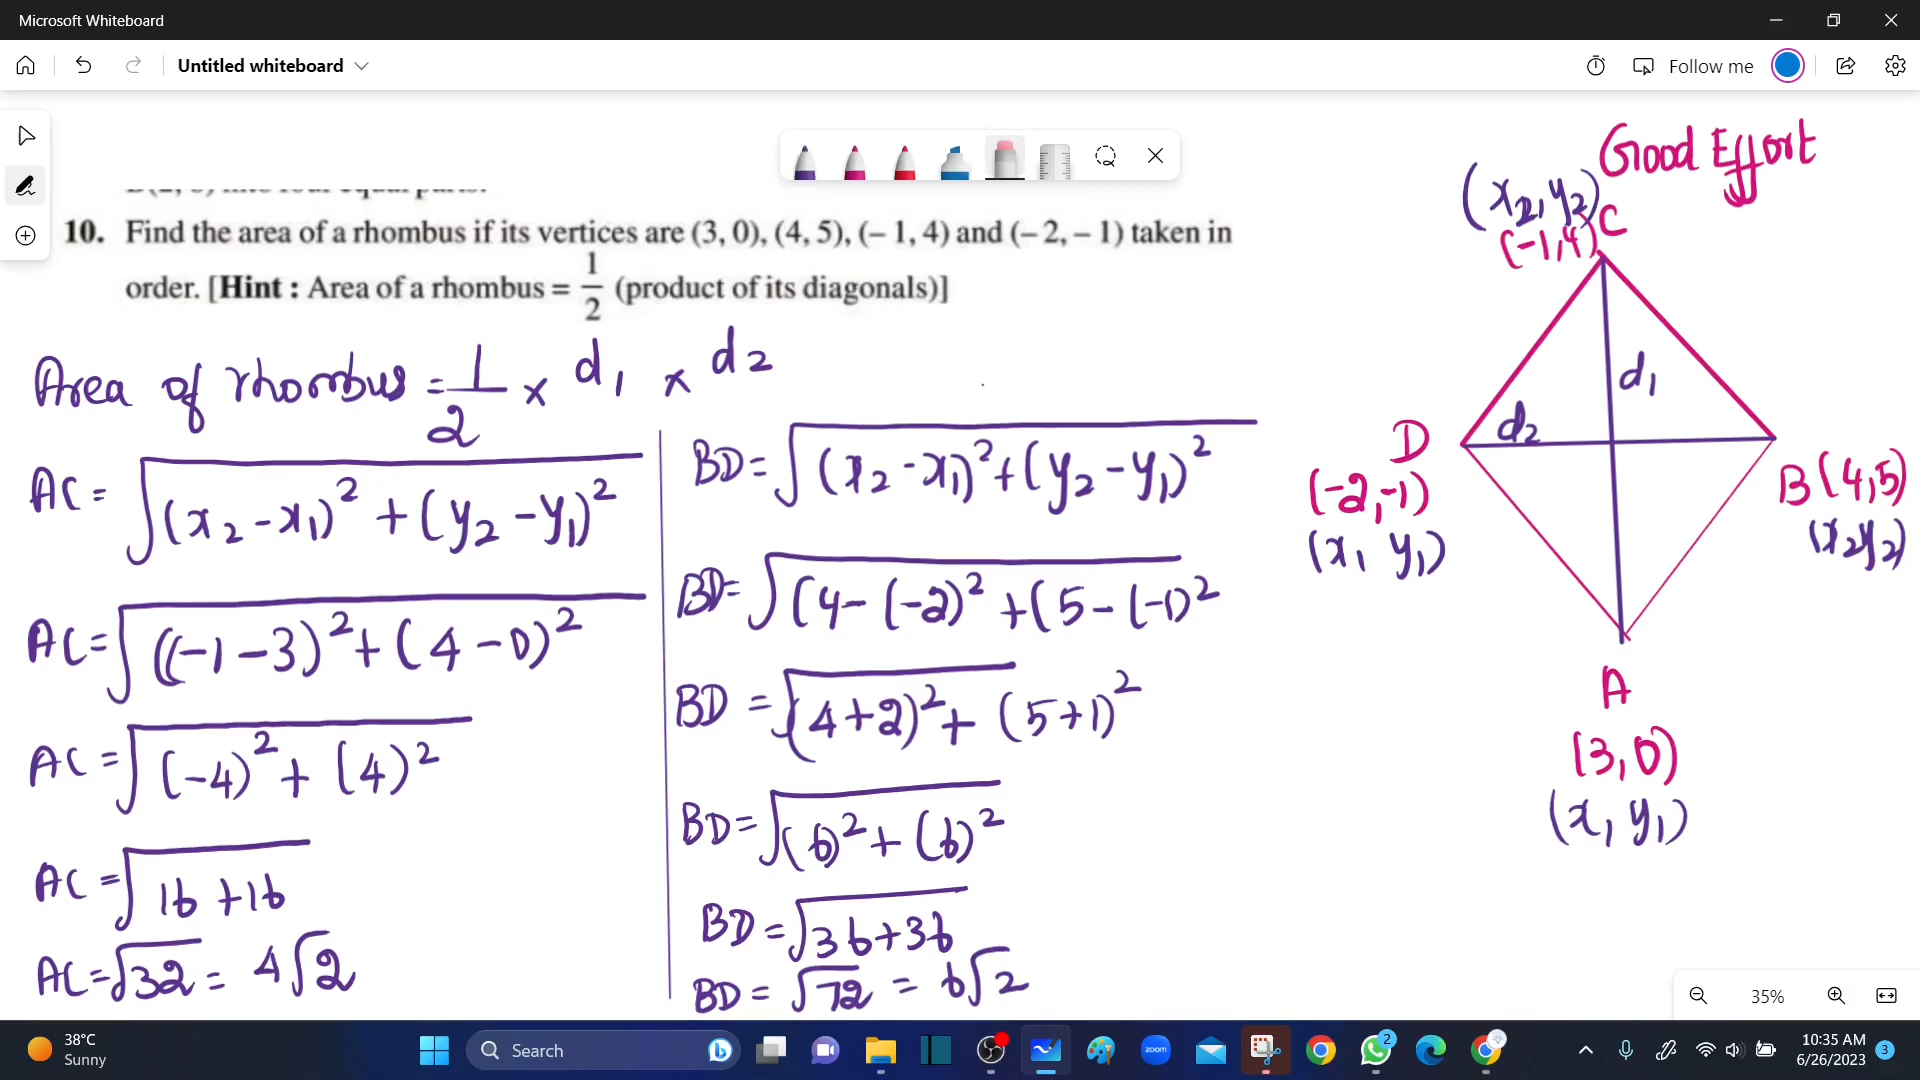 Microsoft Whiteboard
Untitled whiteboard
Follow me
10. Find the area of a rhombus if its vertices are (3, 0), (4, 5), (– 1, 4) and (– 2, – 1) taken in
order. [Hint : Area of a rhombus = 1/2 (product of its diagonals)]
Area of rhombus = 1/2 × d₁ × d₂
AC = √(x₂ - x₁)² + (y₂ - y₁)²
AC = √((-1 - 3)² + (4 - 0)²
AC = √(-4)² + (4)²
AC = √16 + 16
AC = √32 = 4√2
BD = √(x₂ - x₁)² + (y₂ - y₁)²
BD = √(4 - (-2)² + (5 - (-1)²
BD = √(4+2)² + (5+1)²
BD = √(6)² + (6)²
BD = √36+36
BD = √72 = 6√2
Good Effort
(x₂, y₂)
C
(-1, 4)
d₁
d₂
D
(-2, -1)
(x₁ y₁)
B (4, 5)
(x₂ y₂)
A
(3, 0)
(x₁ y₁)
35%
38°C
Sunny
Search
zoom
2
10:35 AM
6/26/2023
3